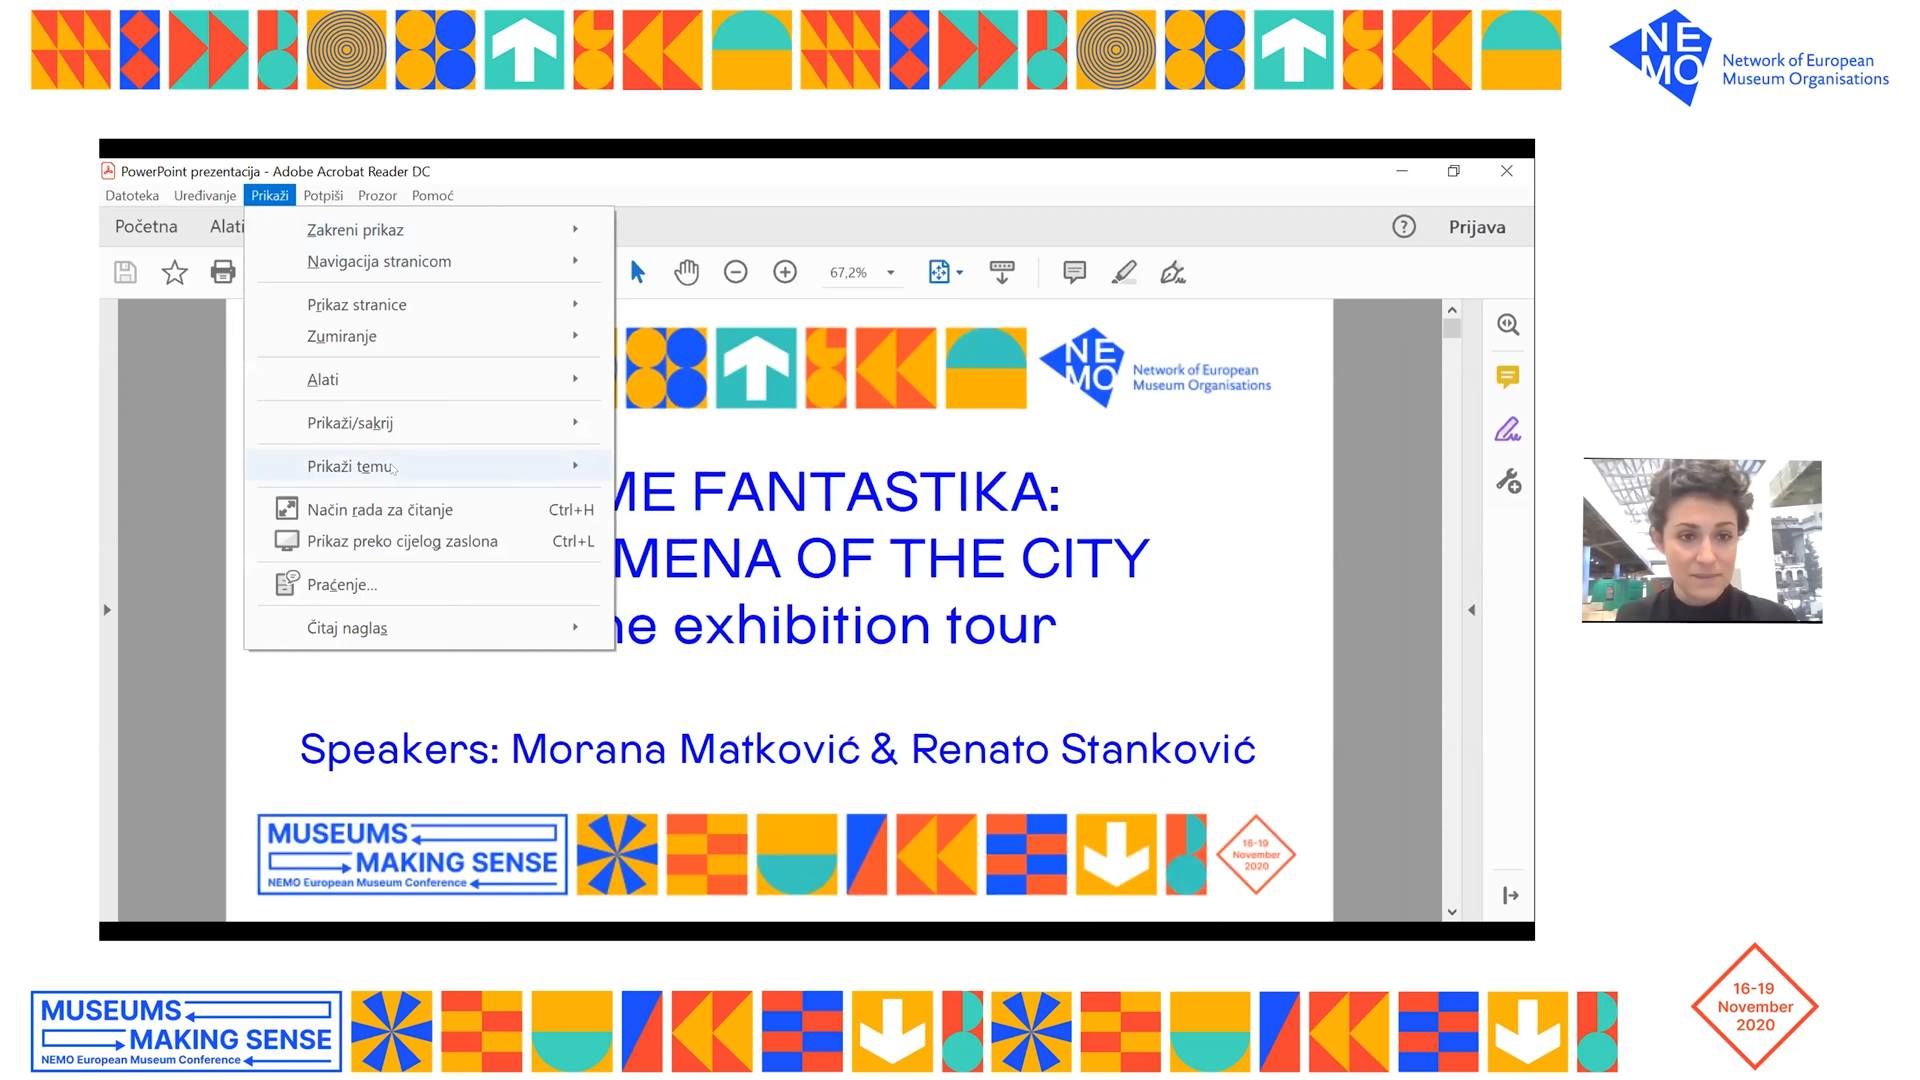 NE
MO
Network of European
Museum Organisations
PowerPoint prezentacija - Adobe Acrobat Reader DC
Datoteka Uređivanje Prikaži Potpiši Prozor Pomoć
Početna Alati
Prijava
67,2%
Zakreni prikaz
Navigacija stranicom
Prikaz stranice
Zumiranje
Alati
Prikaži/sakrij
Prikaži temu
Način rada za čitanje Ctrl+H
Prikaz preko cijelog zaslona Ctrl+L
Praćenje...
Čitaj naglas
NE
MO
Network of European
Museum Organisations
ME FANTASTIKA:
MENA OF THE CITY
ne exhibition tour
Speakers: Morana Matković & Renato Stanković
MUSEUMS
MAKING SENSE
NEMO European Museum Conference
16-19
November
2020
MUSEUMS
MAKING SENSE
NEMO European Museum Conference
16-19
November
2020